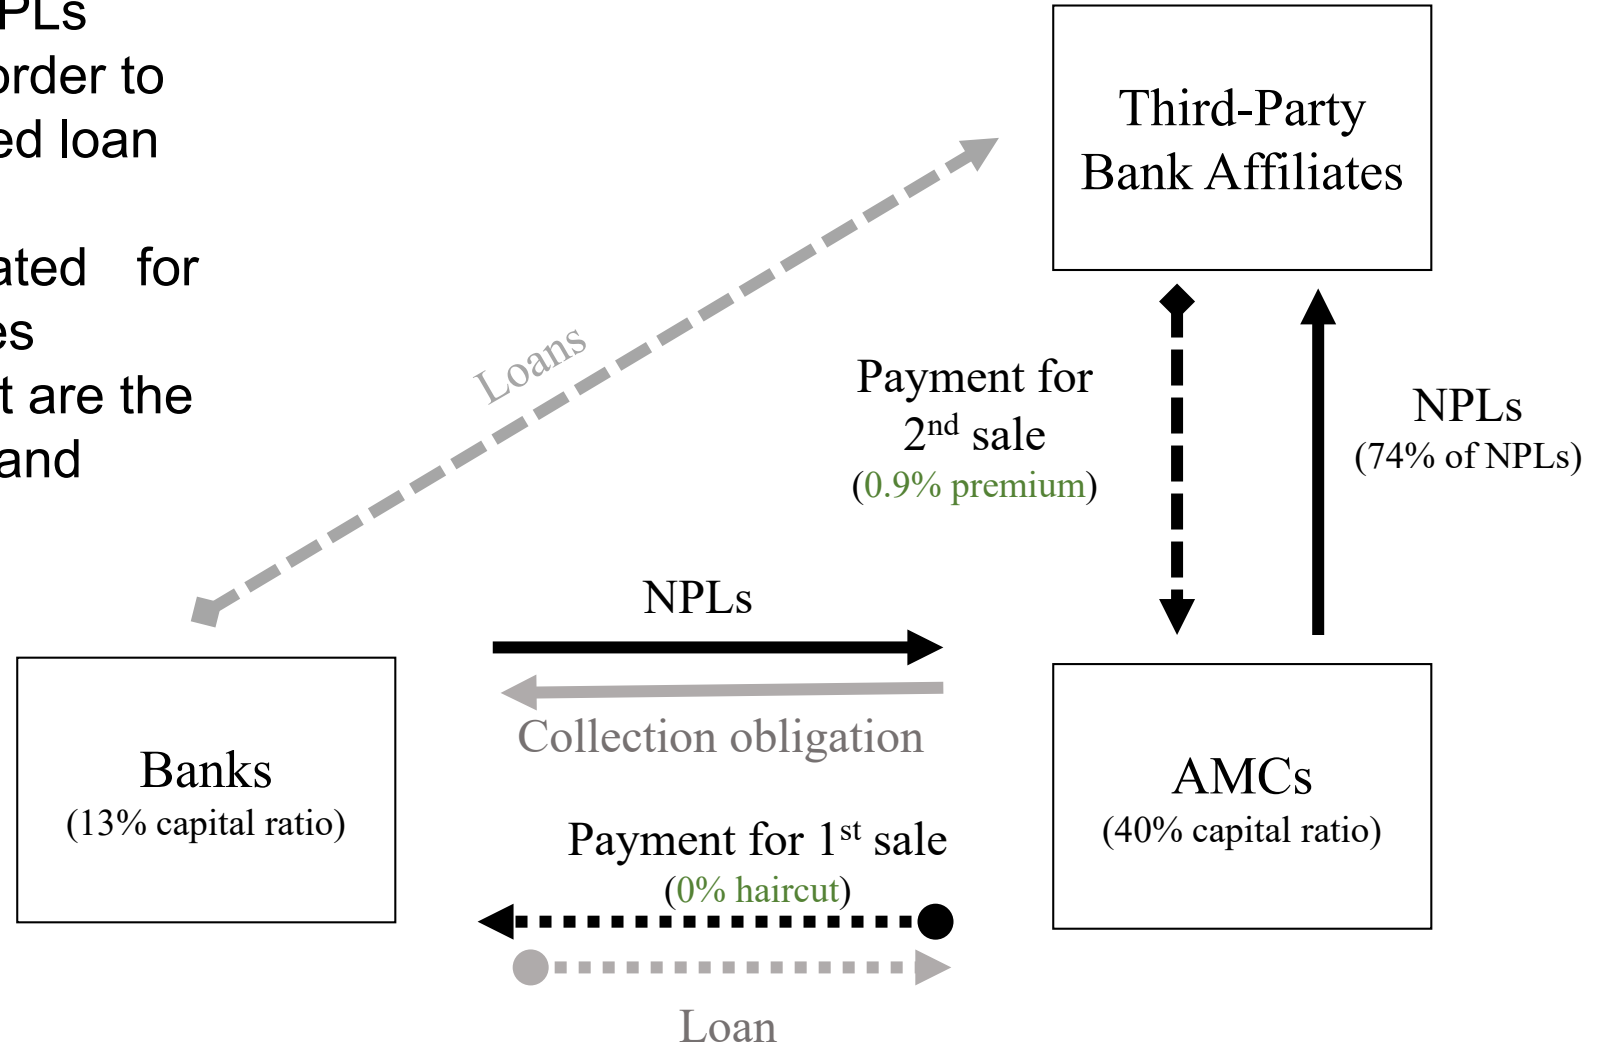 PLs
order to
ed loan
ated for
es
t are the
and
Third-Party
Bank Affiliates
Loans
Payment for
2nd sale
(0.9% premium)
NPLs
(74% of NPLs)
NPLs
Collection obligation
Banks
(13% capital ratio)
AMCs
(40% capital ratio)
Payment for 1st sale
(0% haircut)
Loan